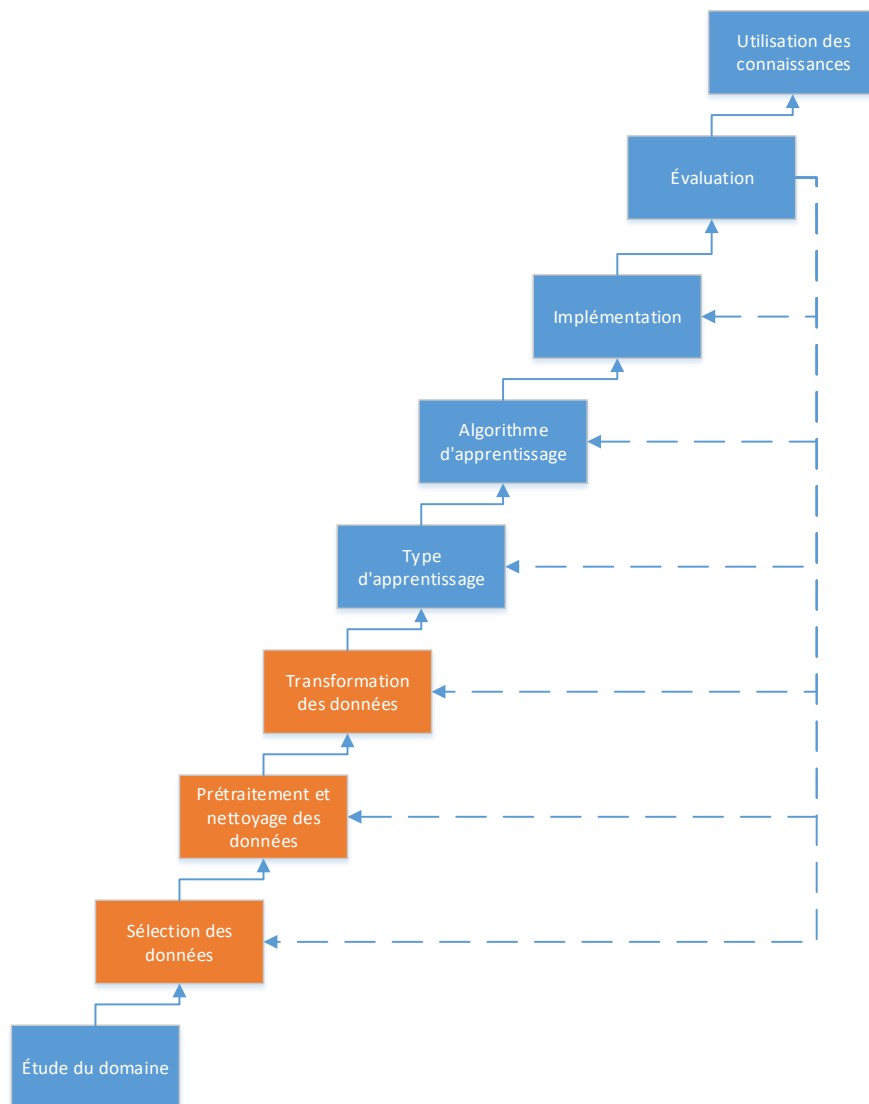 Utilisation des
connaissances
Évaluation
Implémentation
Algorithme
d'apprentissage
Type
d'apprentissage
Transformation
des données
Prétraitement et
nettoyage des
données
Sélection des
données
Étude du domaine